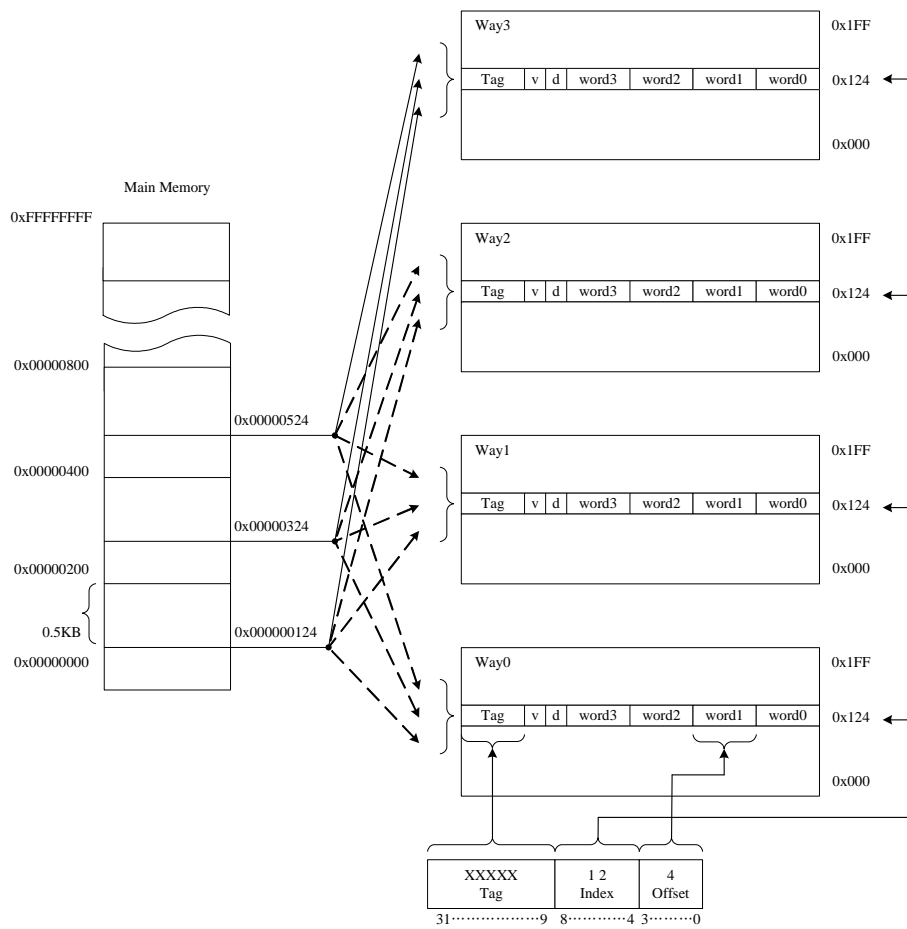 Main Memory
0xFFFFFFFF
0x00000800
0x00000524
0x00000400
0x00000324
0x00000200
0.5KB
0x000000124
0x00000000
Way3
0x1FF
Tag v d word3 word2 word1 word0
0x124
0x000
Way2
0x1FF
Tag v d word3 word2 word1 word0
0x124
0x000
Way1
0x1FF
Tag v d word3 word2 word1 word0
0x124
0x000
Way0
0x1FF
Tag v d word3 word2 word1 word0
0x124
0x000
XXXXX
Tag
1 2
Index
4
Offset
31··················9 8············4 3········0